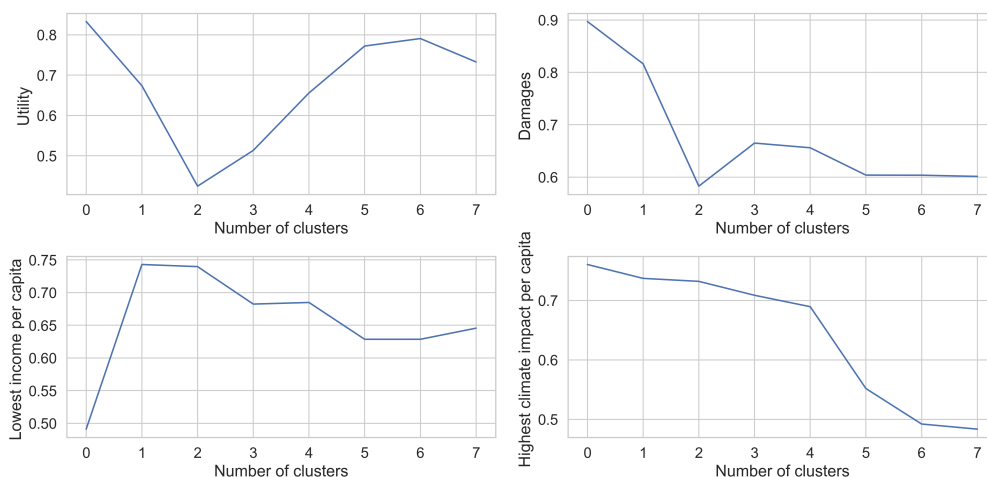 Utility
0.8
0.7
0.6
0.5
0 1 2 3 4 5 6 7
Number of clusters
Damages
0.9
0.8
0.7
0.6
0 1 2 3 4 5 6 7
Number of clusters
Lowest income per capita
0.75
0.70
0.65
0.60
0.55
0.50
0 1 2 3 4 5 6 7
Number of clusters
Highest climate impact per capita
0.7
0.6
0.5
0 1 2 3 4 5 6 7
Number of clusters